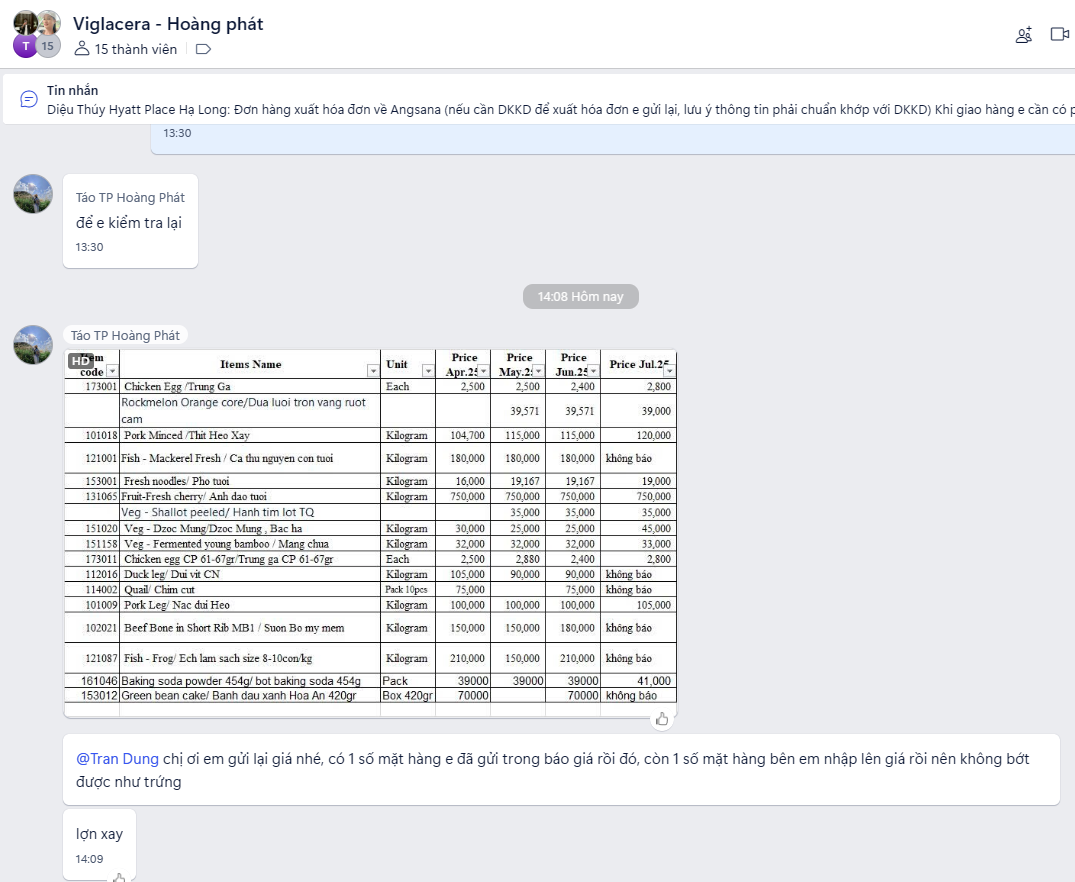 Viglacera - Hoàng phát
T 15
15 thành viên
Tin nhắn
Diệu Thúy Hyatt Place Hạ Long: Đơn hàng xuất hóa đơn về Angsana (nếu cần DKKD để xuất hóa đơn e gửi lại, lưu ý thông tin phải chuẩn khớp với DKKD) Khi giao hàng e cần có p
13:30
Táo TP Hoàng Phát
để e kiểm tra lại
13:30
14:08 Hôm nay
Táo TP Hoàng Phát
HD
code Items Name Unit Price Apr.25 Price May.2 Price Jun.25 Price Jul.25
173001 Chicken Egg /Trung Ga Each 2,500 2,500 2,400 2,800
Rockmelon Orange core/Dua luoi tron vang ruot
cam 39,571 39,571 39,000
101018 Pork Minced /Thit Heo Xay Kilogram 104,700 115,000 115,000 120,000
121001 Fish - Mackerel Fresh / Ca thu nguyen con tuoi Kilogram 180,000 180,000 180,000 không báo
153001 Fresh noodles/ Pho tuoi Kilogram 16,000 19,167 19,167 19,000
131065 Fruit-Fresh cherry/ Anh dao tuoi Kilogram 750,000 750,000 750,000 750,000
Veg - Shallot peeled/ Hanh tim lot TQ 35,000 35,000 35,000
151020 Veg - Dzoc Mung/Dzoc Mung , Bac ha Kilogram 30,000 25,000 25,000 45,000
151158 Veg - Fermented young bamboo / Mang chua Kilogram 32,000 32,000 32,000 33,000
173011 Chicken egg CP 61-67gr/Trung ga CP 61-67gr Each 2,500 2,880 2,400 2,800
112016 Duck leg/ Dui vit CN Kilogram 105,000 90,000 90,000 không báo
114002 Quail/ Chim cut Pack 10pcs 75,000 75,000 không báo
101009 Pork Leg/ Nac dui Heo Kilogram 100,000 100,000 100,000 105,000
102021 Beef Bone in Short Rib MB1 / Suon Bo my mem Kilogram 150,000 150,000 180,000 không báo
121087 Fish - Frog/ Ech lam sach size 8-10con/kg Kilogram 210,000 150,000 210,000 không báo
161046 Baking soda powder 454g/ bot baking soda 454g Pack 39000 39000 39000 41,000
153012 Green bean cake/ Banh dau xanh Hoa An 420gr Box 420gr 70000 70000 không báo
@Tran Dung chị ơi em gửi lại giá nhé, có 1 số mặt hàng e đã gửi trong báo giá rồi đó, còn 1 số mặt hàng bên em nhập lên giá rồi nên không bớt
được như trứng
lợn xay
14:09